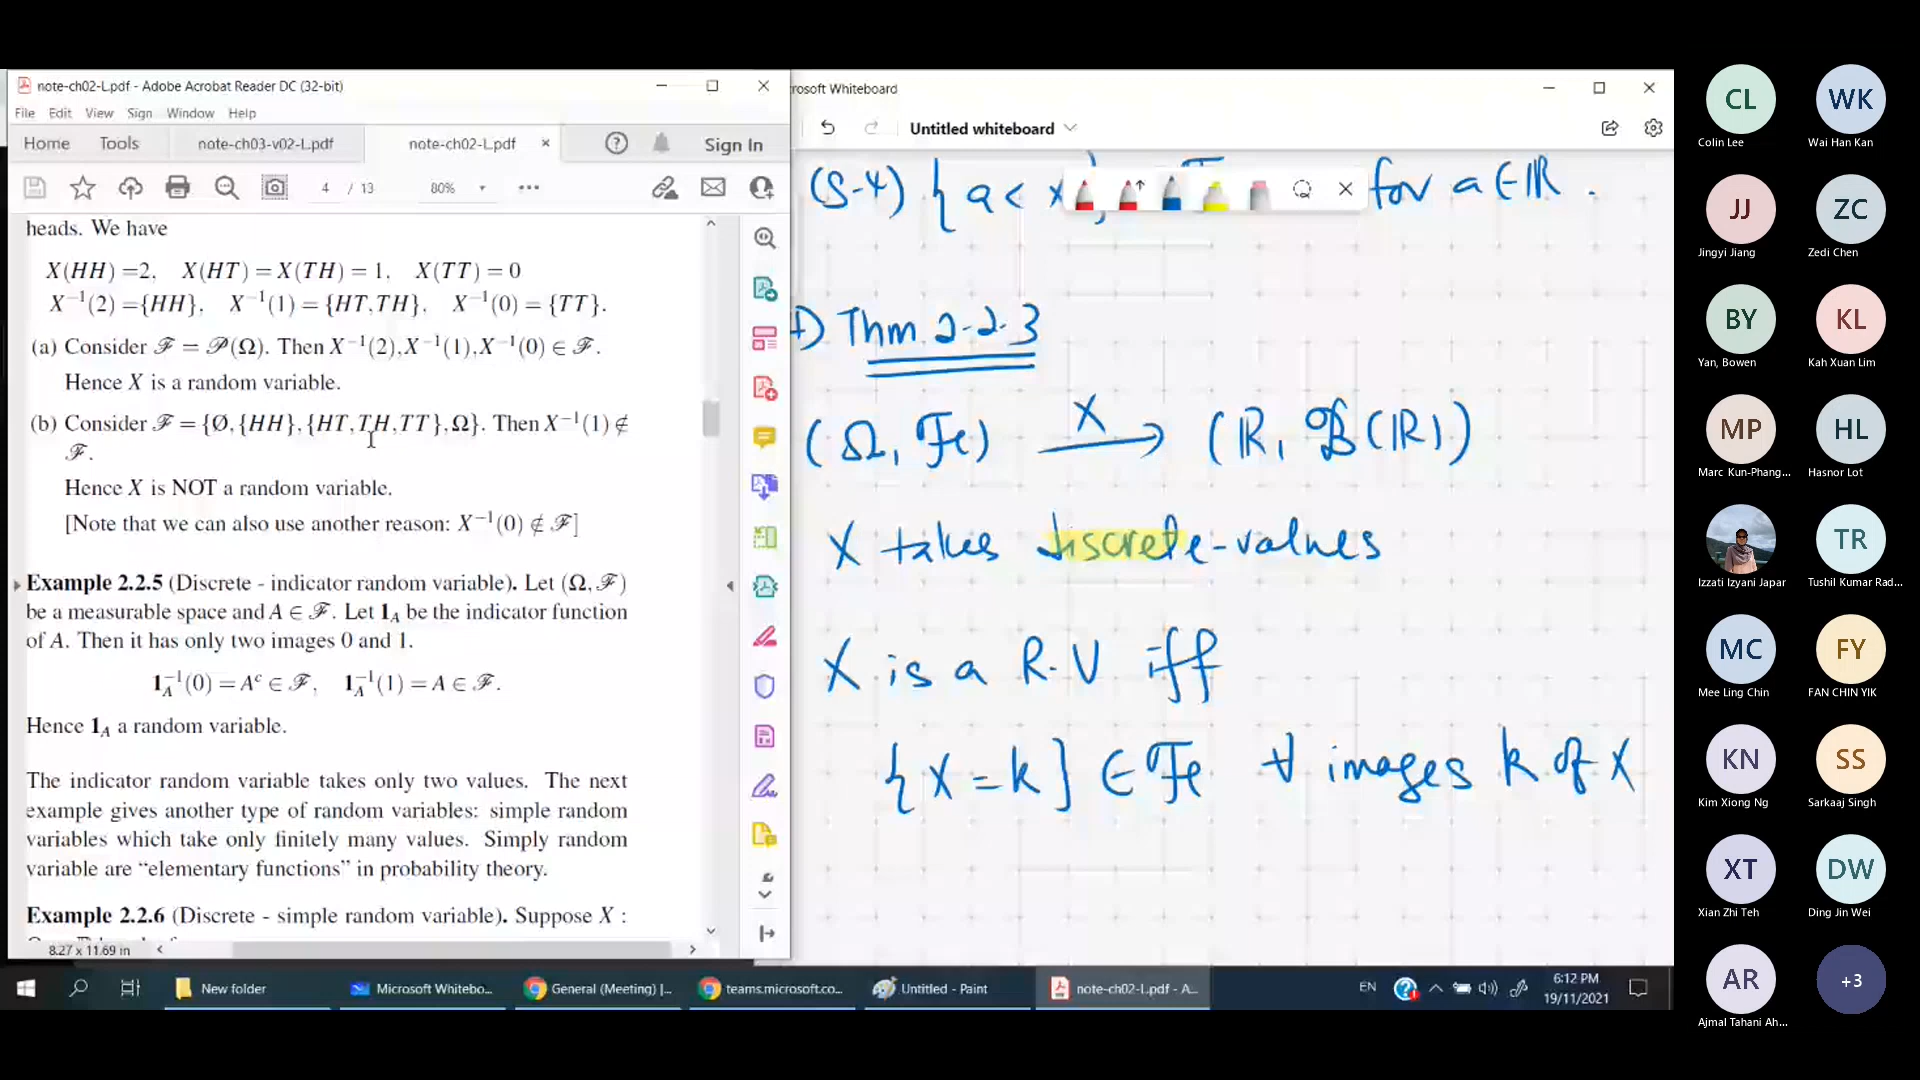 note-ch02-L.pdf - Adobe Acrobat Reader DC (32-bit)
File Edit View Sign Window Help
Home Tools note-ch03-v02-L.pdf note-ch02-L.pdf × Sign In
4 / 13 80%
heads. We have
X(HH) =2, X(HT) = X(TH) = 1, X(TT) = 0
X⁻¹(2) ={HH}, X⁻¹(1) = {HT,TH}, X⁻¹(0) = {TT}.
(a) Consider ℱ = 𝒫(Ω). Then X⁻¹(2),X⁻¹(1),X⁻¹(0) ∈ ℱ.
Hence X is a random variable.
(b) Consider ℱ = {Ø,{HH},{HT,TH,TT},Ω}. Then X⁻¹(1) ∉
ℱ.
Hence X is NOT a random variable.
[Note that we can also use another reason: X⁻¹(0) ∉ ℱ]
Example 2.2.5 (Discrete - indicator random variable). Let (Ω,ℱ)
be a measurable space and A ∈ ℱ. Let 1_A be the indicator function
of A. Then it has only two images 0 and 1.
1_A⁻¹(0) = Aᶜ ∈ ℱ, 1_A⁻¹(1) = A ∈ ℱ.
Hence 1_A a random variable.
The indicator random variable takes only two values. The next
example gives another type of random variables: simple random
variables which take only finitely many values. Simply random
variable are “elementary functions” in probability theory.
Example 2.2.6 (Discrete - simple random variable). Suppose X :
8.27 x 11.69 in
rosoft Whiteboard
Untitled whiteboard
(S-4) { a < x for a ∈ ℝ .
Thm 2-2-3
(Ω, ℱ) X → (ℝ, ℬ(ℝ))
X takes discrete-values
X is a R.V iff
{X = k} ∈ ℱ ∀ images k of X
New folder
Microsoft Whitebo...
General (Meeting) |...
teams.microsoft.co...
Untitled - Paint
note-ch02-L.pdf - A...
EN
6:12 PM
19/11/2021
CL WK
Colin Lee Wai Han Kan
JJ ZC
Jingyi Jiang Zedi Chen
BY KL
Yan, Bowen Kah Xuan Lim
MP HL
Marc Kun-Phang... Hasnor Lot
TR
Izzati Izyani Japar Tushil Kumar Rad...
MC FY
Mee Ling Chin FAN CHIN YIK
KN SS
Kim Xiong Ng Sarkaaj Singh
XT DW
Xian Zhi Teh Ding Jin Wei
AR +3
Ajmal Tahani Ah...